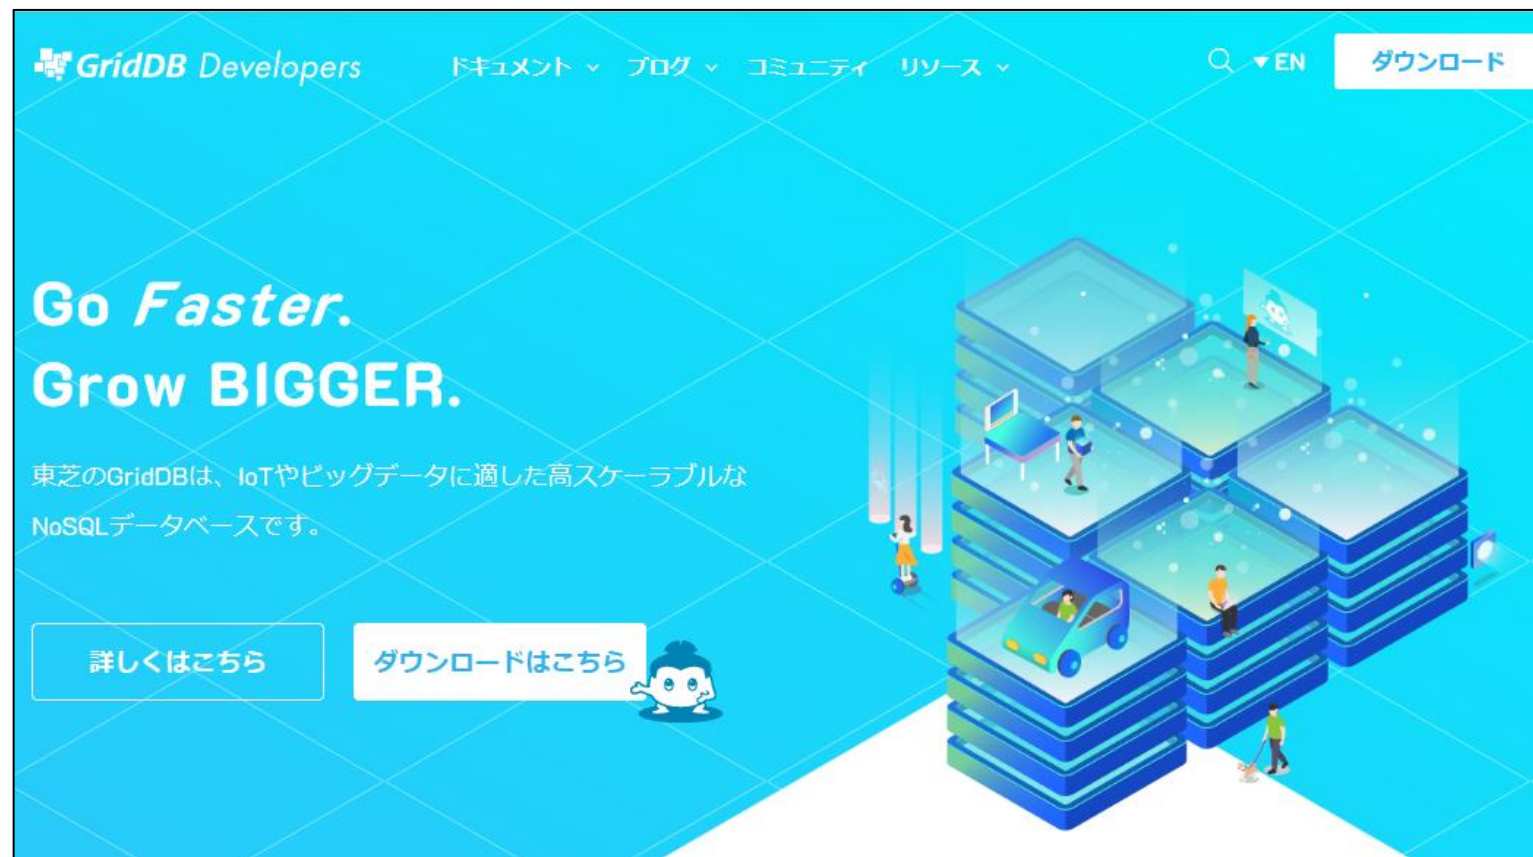 GridDB Developers
ドキュメント ブログ コミュニティ リソース
EN
ダウンロード
Go Faster.
Grow BIGGER.
東芝のGridDBは、IoTやビッグデータに適した高スケーラブルな
NoSQLデータベースです。
詳しくはこちら
ダウンロードはこちら